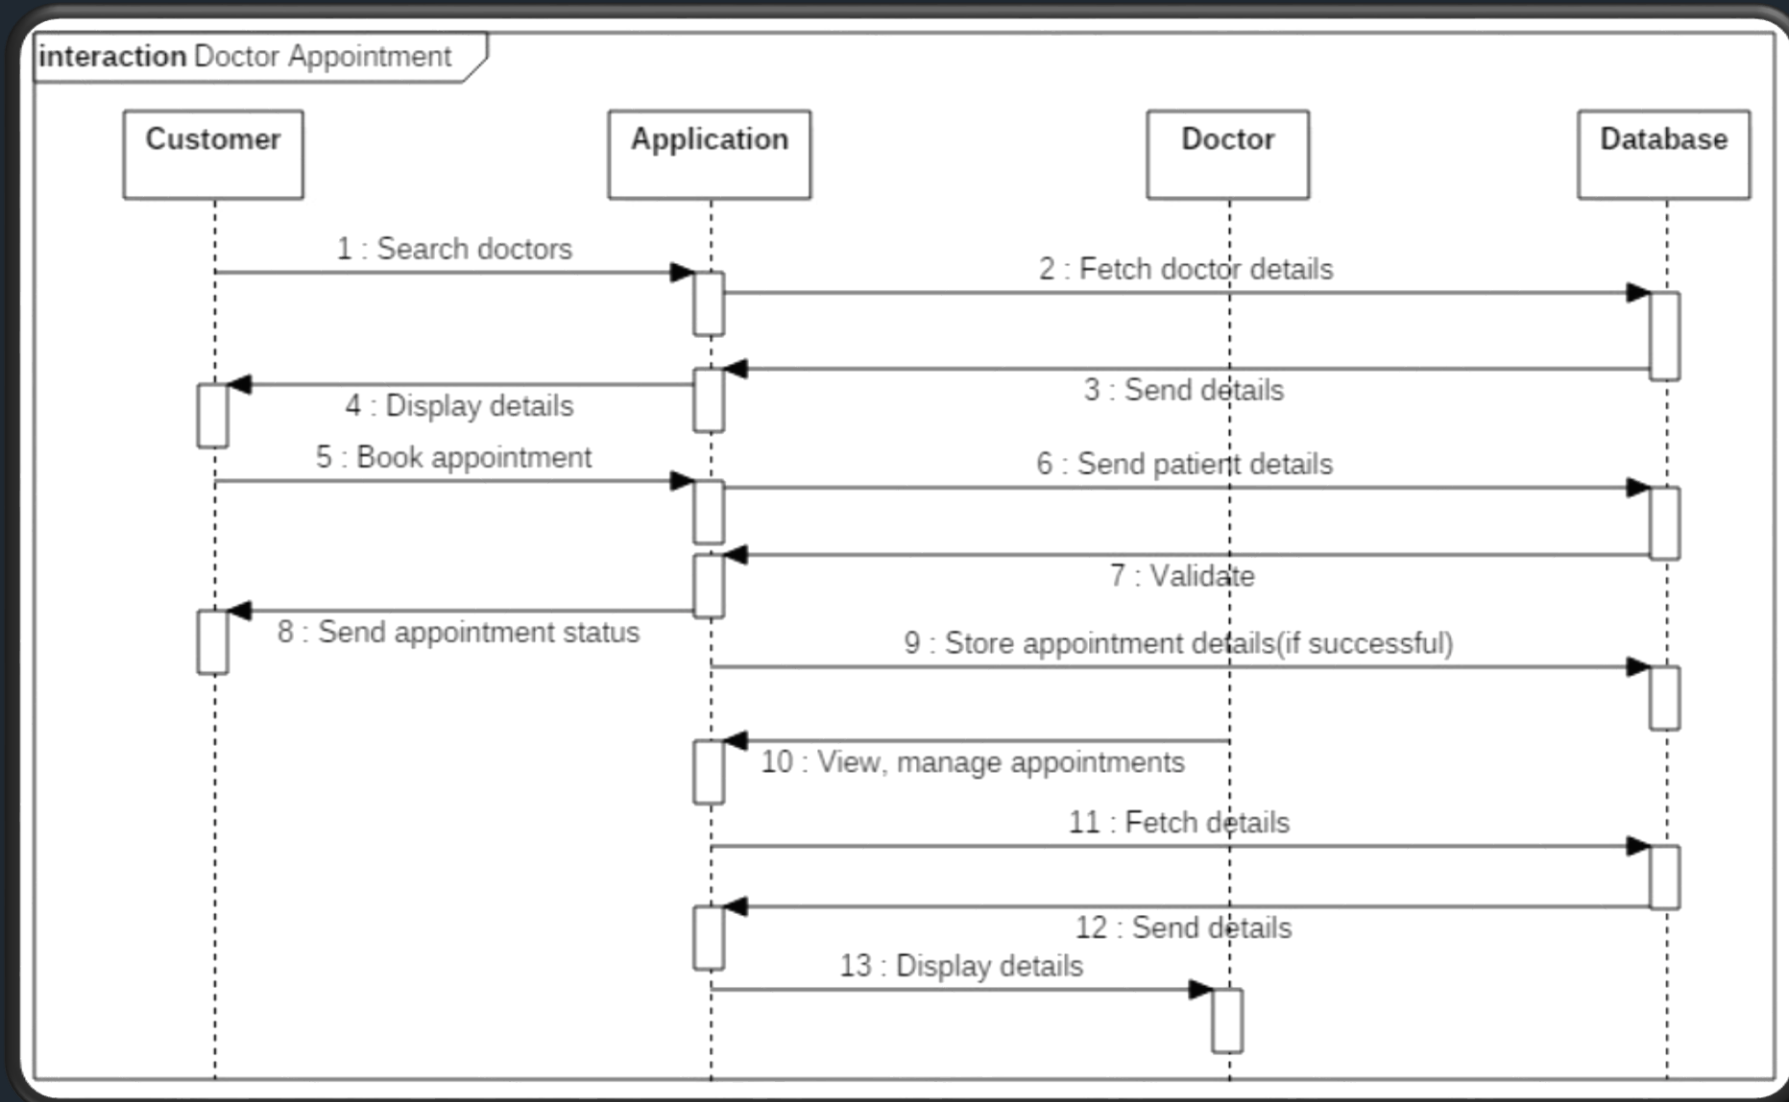 interaction Doctor Appointment
Customer
Application
Doctor
Database
1 : Search doctors
2 : Fetch doctor details
3 : Send details
4 : Display details
5 : Book appointment
6 : Send patient details
7 : Validate
8 : Send appointment status
9 : Store appointment details(if successful)
10 : View, manage appointments
11 : Fetch details
12 : Send details
13 : Display details